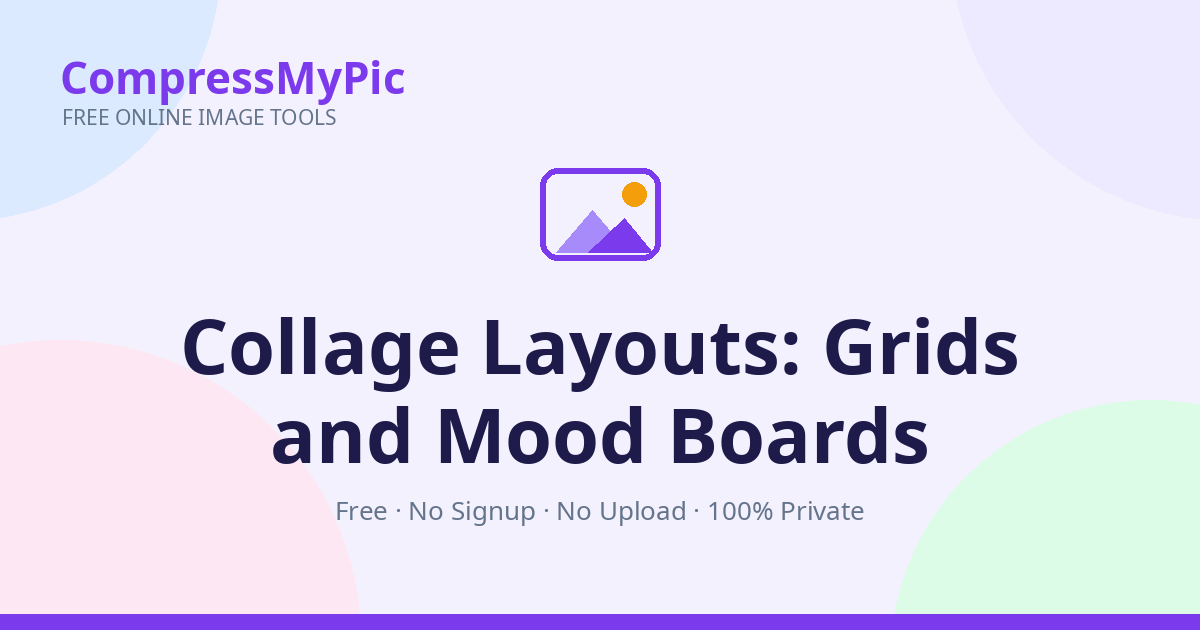 CompressMyPic
FREE ONLINE IMAGE TOOLS
Collage Layouts: Grids
and Mood Boards
Free · No Signup · No Upload · 100% Private